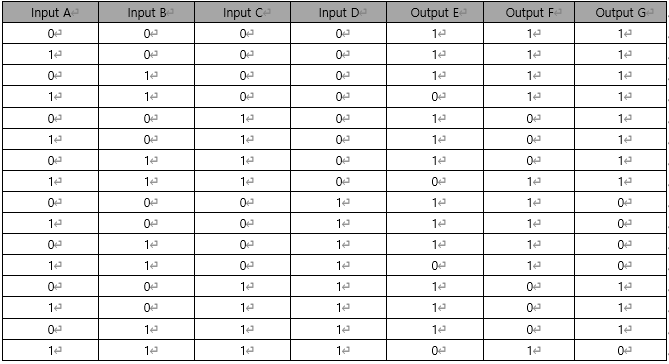 Input A↵ Input B↵ Input C↵ Input D↵ Output E↵ Output F↵ Output G↵
0↵ 0↵ 0↵ 0↵ 1↵ 1↵ 1↵
1↵ 0↵ 0↵ 0↵ 1↵ 1↵ 1↵
0↵ 1↵ 0↵ 0↵ 1↵ 1↵ 1↵
1↵ 1↵ 0↵ 0↵ 0↵ 1↵ 1↵
0↵ 0↵ 1↵ 0↵ 1↵ 0↵ 1↵
1↵ 0↵ 1↵ 0↵ 1↵ 0↵ 1↵
0↵ 1↵ 1↵ 0↵ 1↵ 0↵ 1↵
1↵ 1↵ 1↵ 0↵ 0↵ 1↵ 1↵
0↵ 0↵ 0↵ 1↵ 1↵ 1↵ 0↵
1↵ 0↵ 0↵ 1↵ 1↵ 1↵ 0↵
0↵ 1↵ 0↵ 1↵ 1↵ 1↵ 0↵
1↵ 1↵ 0↵ 1↵ 0↵ 1↵ 0↵
0↵ 0↵ 1↵ 1↵ 1↵ 0↵ 1↵
1↵ 0↵ 1↵ 1↵ 1↵ 0↵ 1↵
0↵ 1↵ 1↵ 1↵ 1↵ 0↵ 1↵
1↵ 1↵ 1↵ 1↵ 0↵ 1↵ 0↵